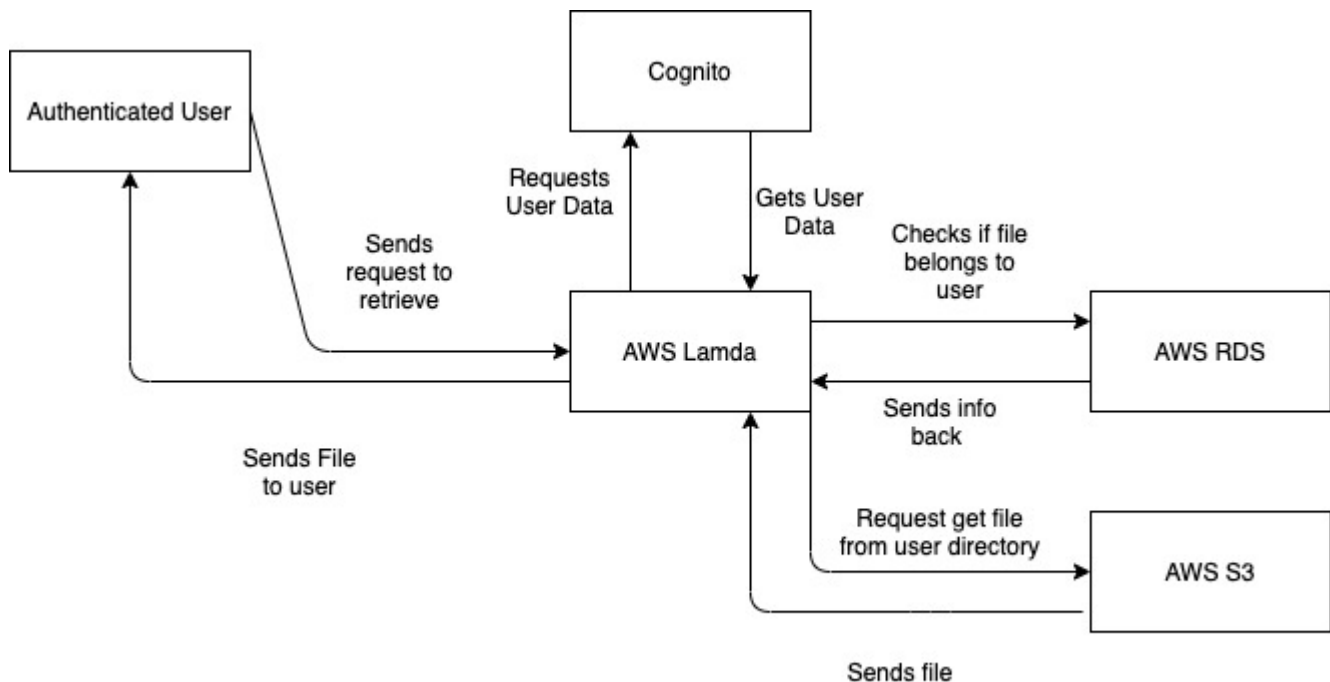 Cognito
Authenticated User
Requests
User Data
Gets User
Data
Sends
request to
retrieve
Checks if file
belongs to
user
AWS Lamda
AWS RDS
Sends info
back
Sends File
to user
Request get file
from user directory
AWS S3
Sends file